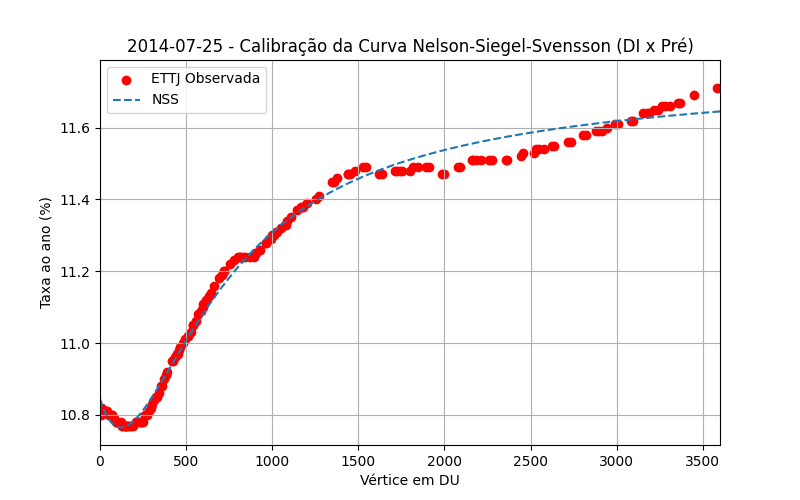 2014-07-25 - Calibração da Curva Nelson-Siegel-Svensson (DI x Pré)
ETTJ Observada
NSS
Taxa ao ano (%)
11.6
11.4
11.2
11.0
10.8
0 500 1000 1500 2000 2500 3000 3500
Vértice em DU